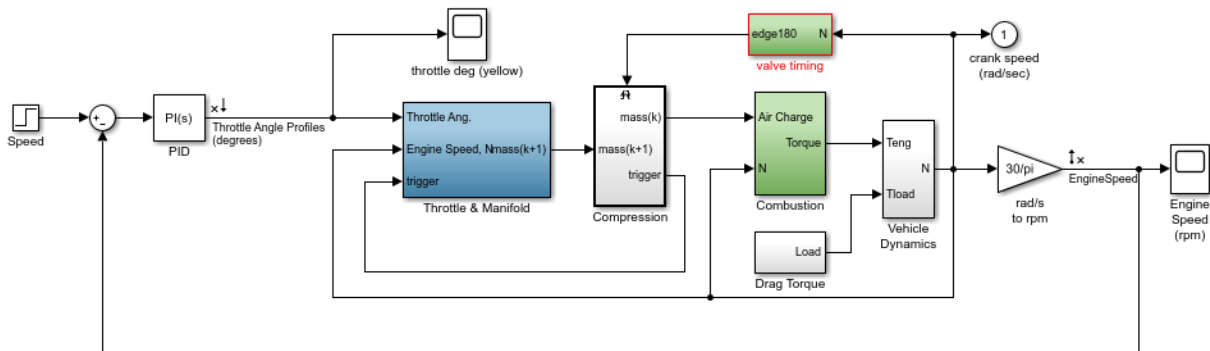 edge180
N
valve timing
1
crank speed
(rad/sec)
throttle deg (yellow)
Speed
+
-
PI(s)
PID
Throttle Angle Profiles
(degrees)
Throttle Ang.
Engine Speed, N
mass(k+1)
trigger
Throttle & Manifold
mass(k)
mass(k+1)
trigger
Compression
Air Charge
Torque
N
Combustion
Load
Drag Torque
Teng
N
Tload
Vehicle
Dynamics
30/pi
rad/s
to rpm
EngineSpeed
Engine
Speed
(rpm)